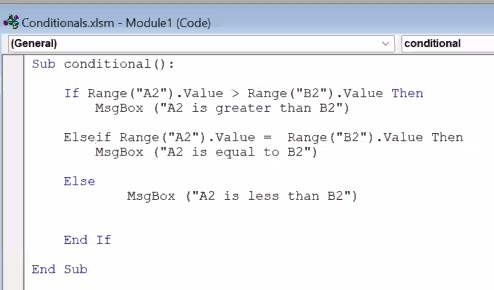 Conditionals.xlsm - Module1 (Code)
(General) conditional
Sub conditional():
If Range("A2").Value > Range("B2").Value Then
MsgBox ("A2 is greater than B2")
Elseif Range("A2").Value =  Range("B2").Value Then
MsgBox ("A2 is equal to B2")
Else
MsgBox ("A2 is less than B2")
End If
End Sub